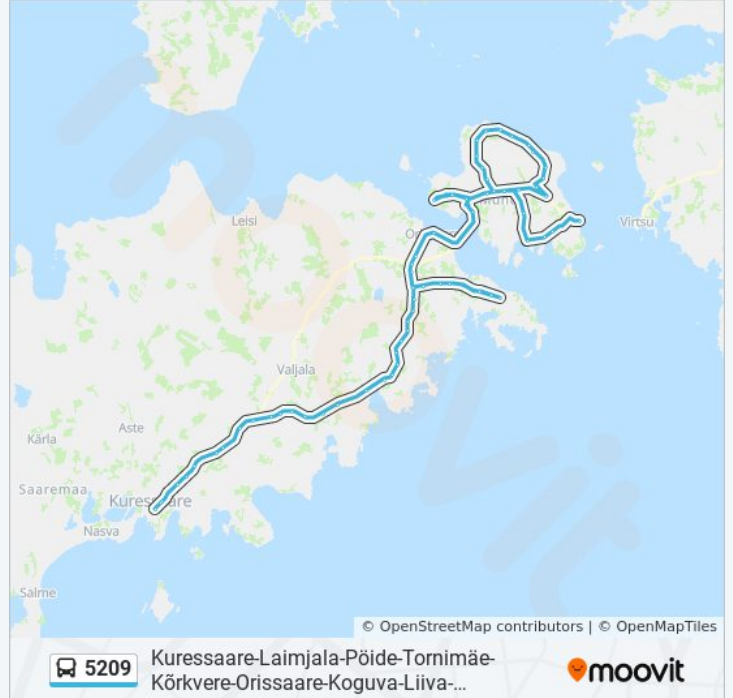 Leisi
Virtsu
Valjala
Aste
Kärla
Saaremaa
Kuressaare
Nasva
Salme
© OpenStreetMap contributors | © OpenMapTiles
5209
Kuressaare-Laimjala-Pöide-Tornimäe-
Kõrkvere-Orissaare-Koguva-Liiva-...
moovit